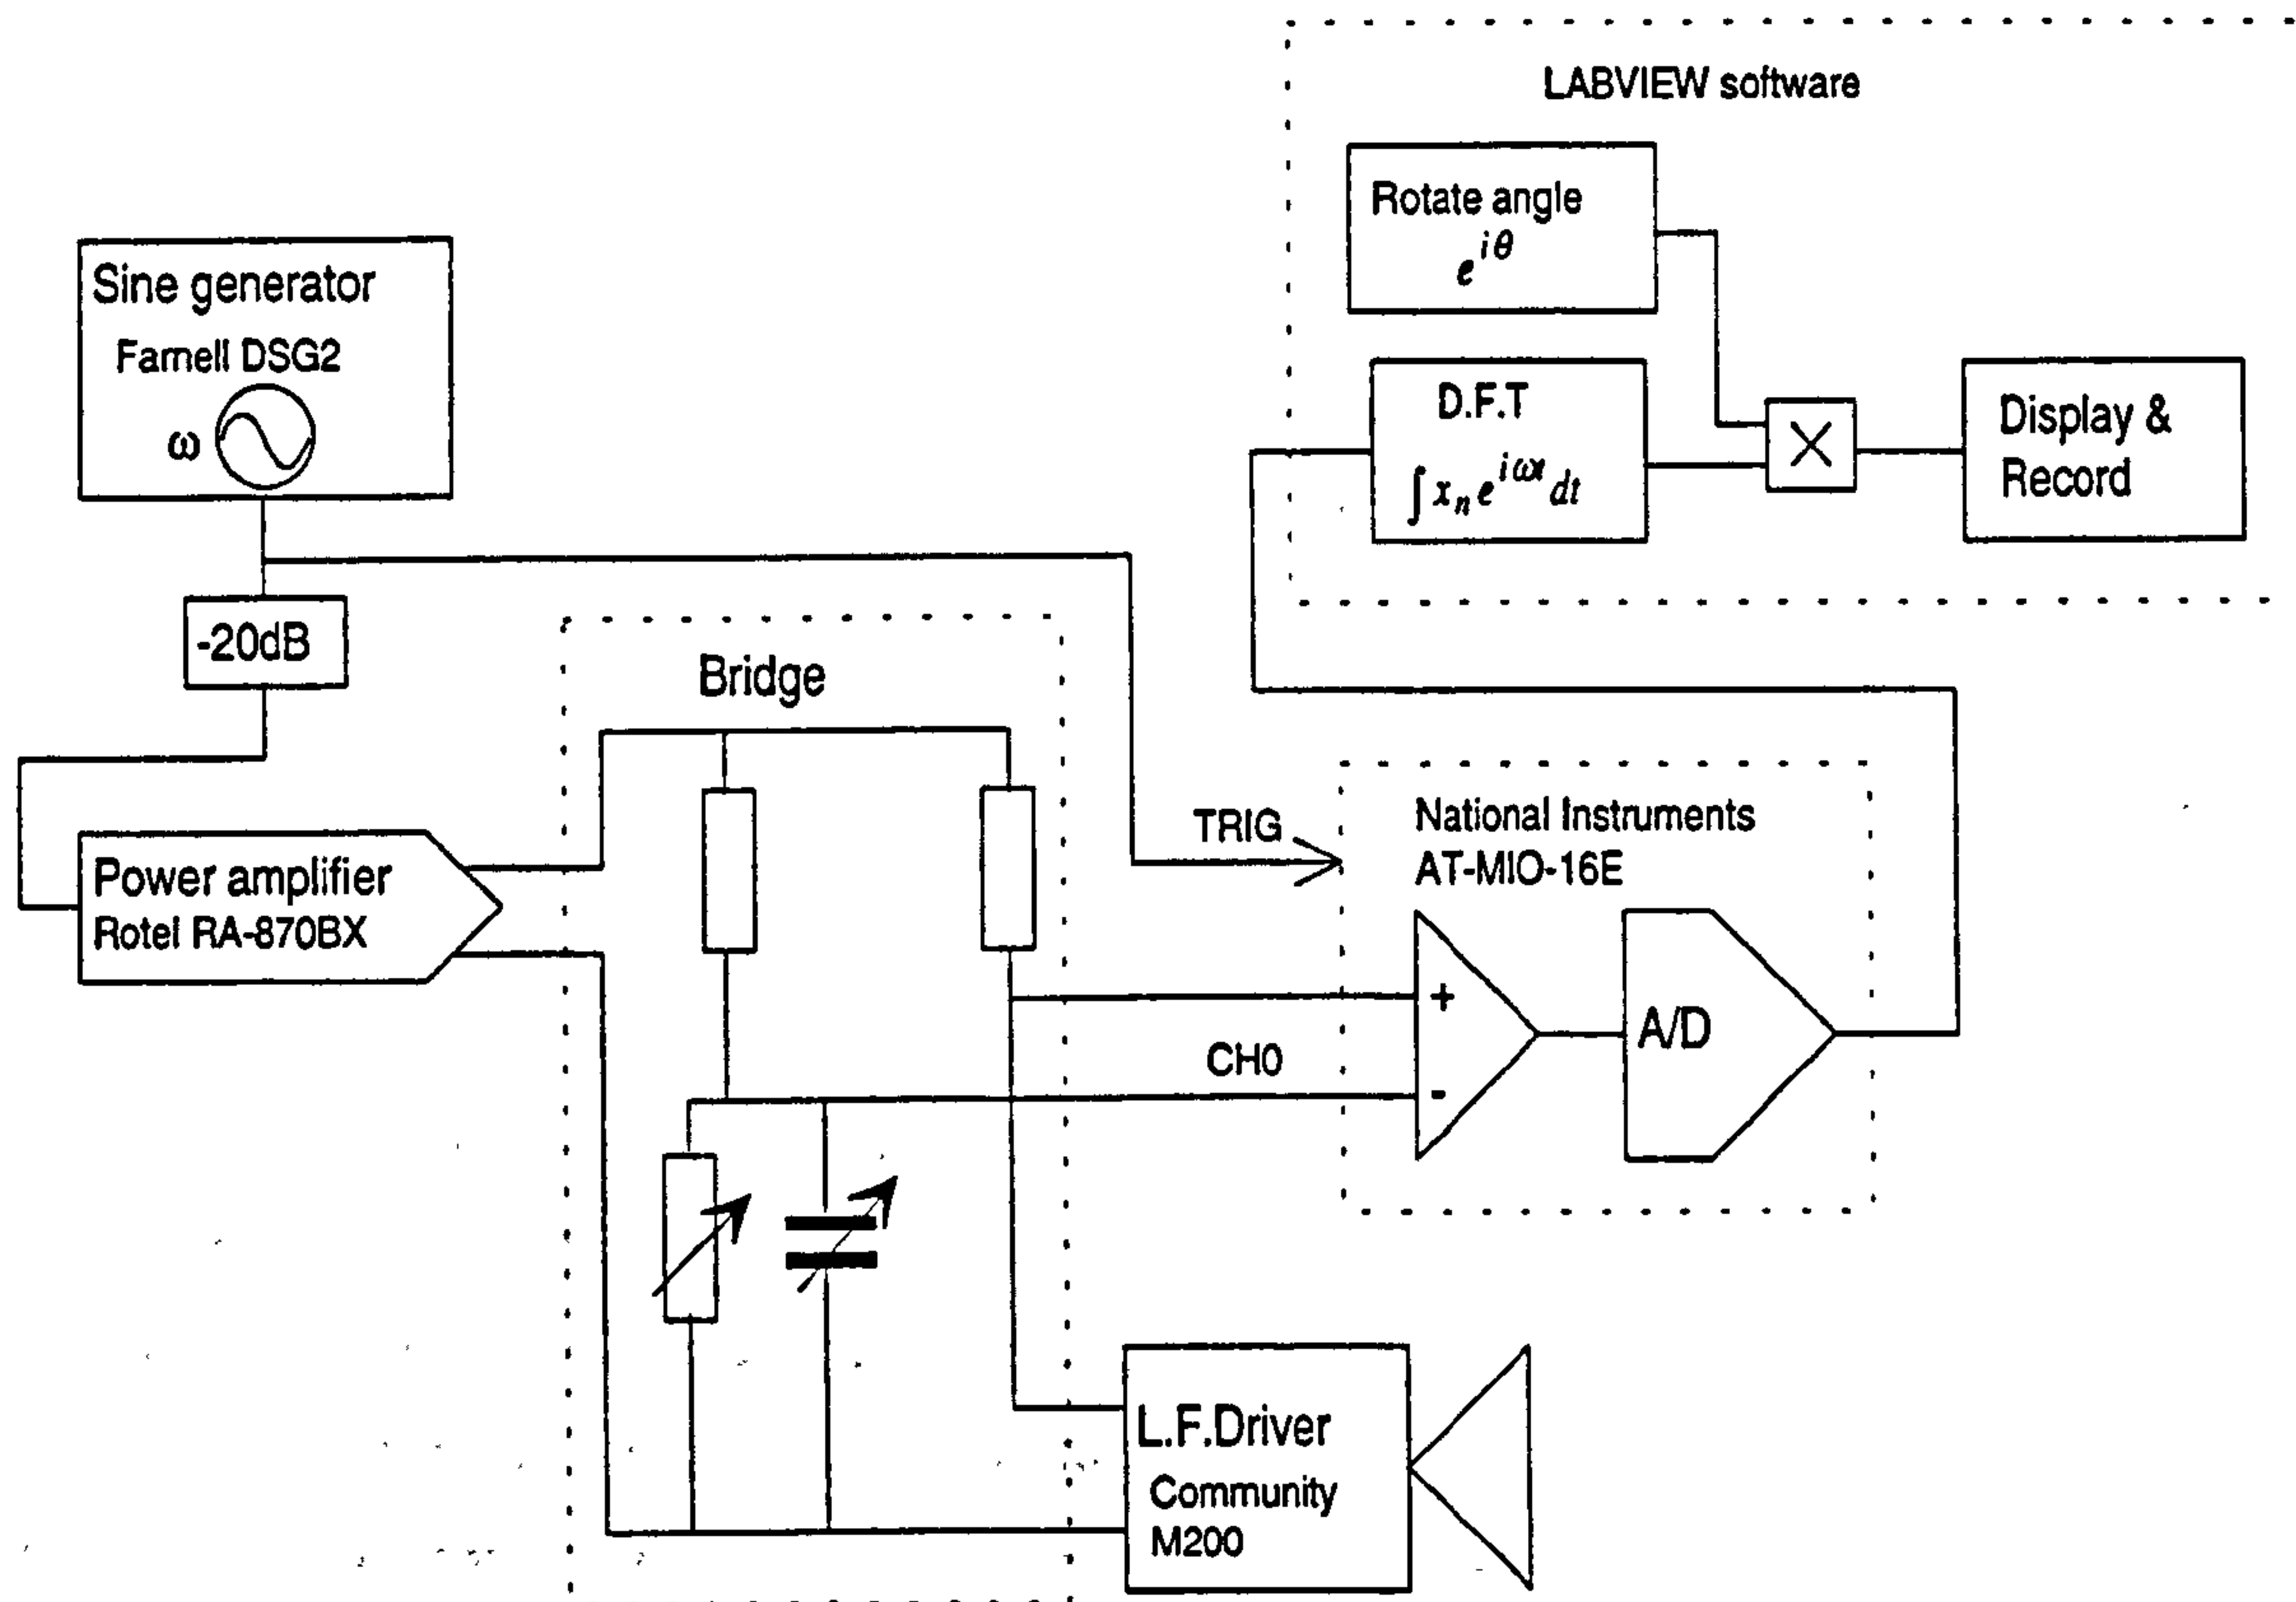 LABVIEW software
Rotate angle
e^{iθ}
Sine generator
Farnell DSG2
ω
D.F.T
∫ x_n e^{iωt} dt
X
Display &
Record
-20dB
Bridge
TRIG
National Instruments
AT-MIO-16E
Power amplifier
Rotel RA-870BX
+
A/D
CH0
-
L.F.Driver
Community
M200